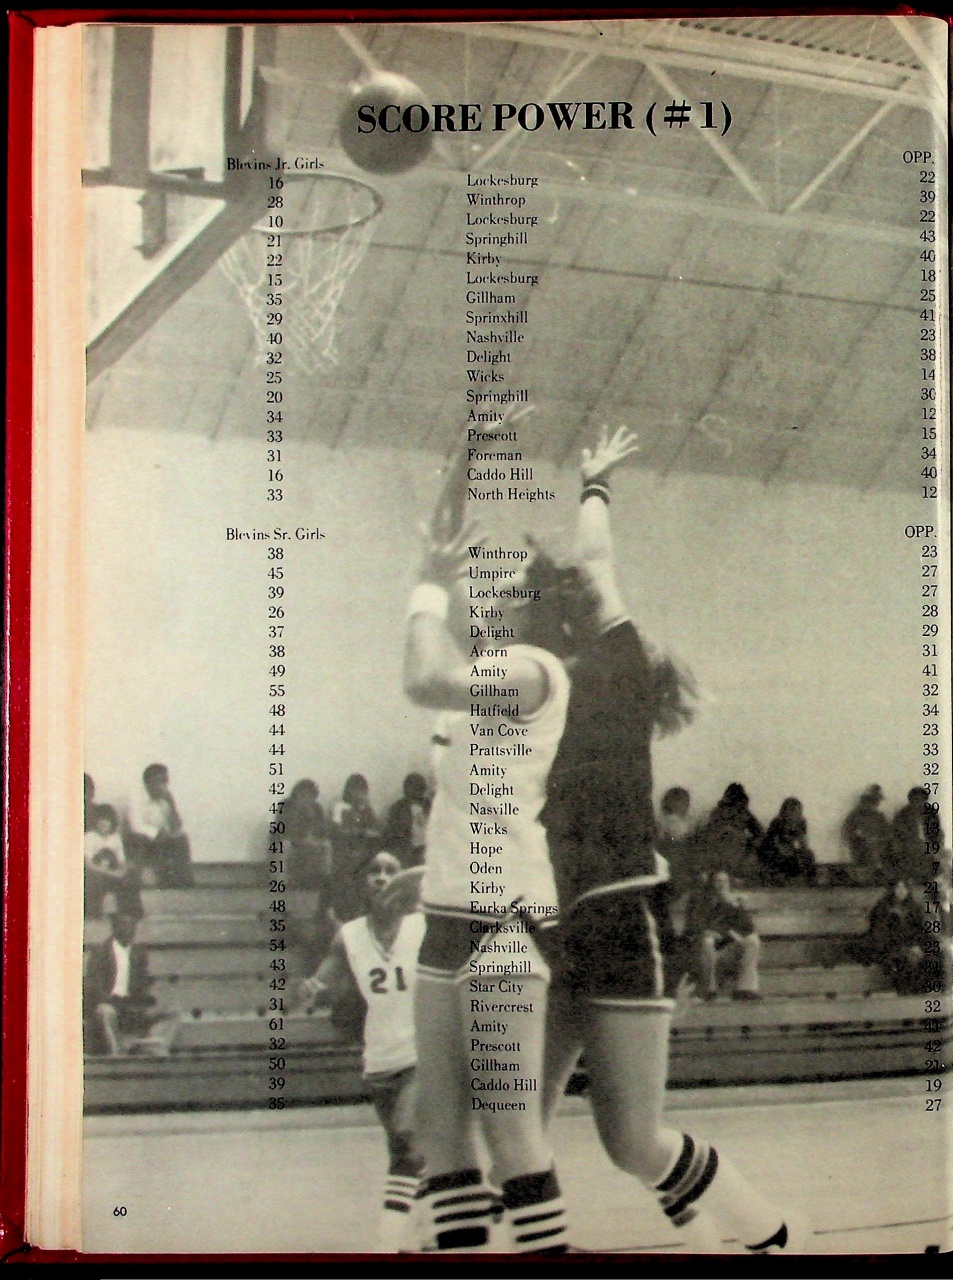 SCORE POWER (#1)
Blevins Jr. Girls OPP.
16 Lockesburg 22
28 Winthrop 39
10 Lockesburg 22
21 Springhill 43
22 Kirby 40
15 Lockesburg 18
35 Gillham 25
29 Sprinxhill 41
40 Nashville 23
32 Delight 38
25 Wicks 14
20 Springhill 30
34 Amity 12
33 Prescott 15
31 Foreman 34
16 Caddo Hill 40
33 North Heights 12
Blevins Sr. Girls OPP.
38 Winthrop 23
45 Umpire 27
39 Lockesburg 27
26 Kirby 28
37 Delight 29
38 Acorn 31
49 Amity 41
55 Gillham 32
48 Hatfield 34
44 Van Cove 23
44 Prattsville 33
51 Amity 32
42 Delight 37
47 Nasville 29
50 Wicks 13
41 Hope 19
51 Oden 7
26 Kirby 21
48 Eurka Springs 17
35 Clarksville 28
54 Nashville 23
43 Springhill
42 Star City 30
21
31 Rivercrest 32
61 Amity
32 Prescott 42
50 Gillham 21
39 Caddo Hill 19
35 Dequeen 27
60